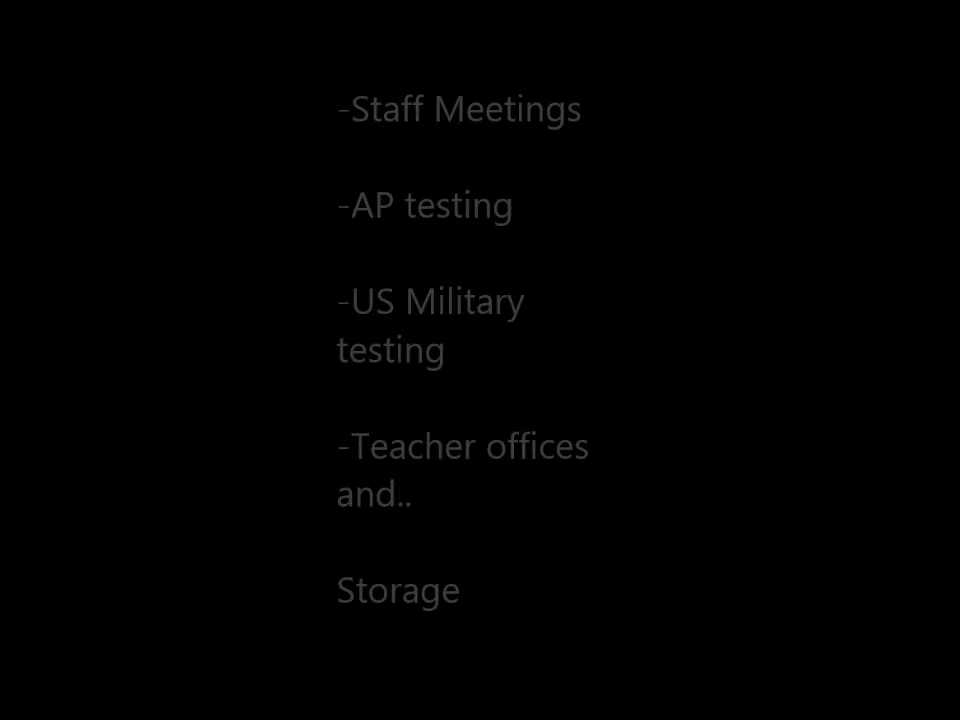 -Staff Meetings
-AP testing
-US Military
testing
-Teacher offices
and..
Storage